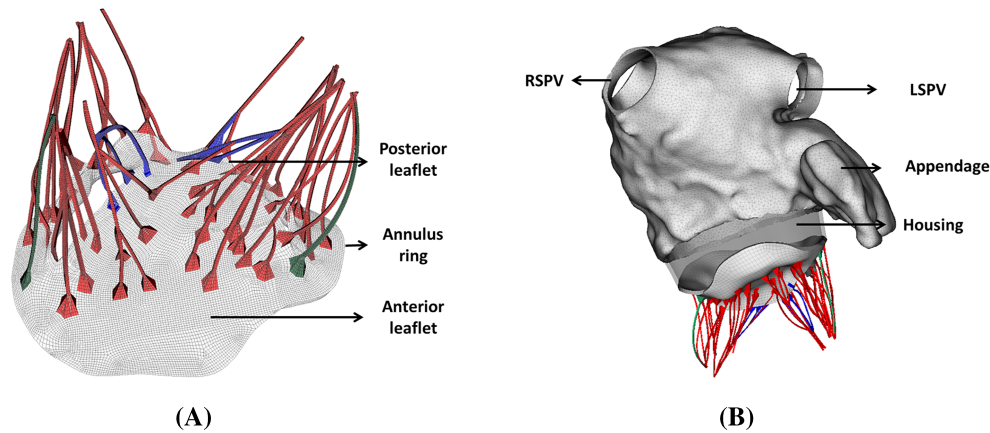 Posterior
leaflet
Annulus
ring
Anterior
leaflet
(A)
RSPV
LSPV
Appendage
Housing
(B)